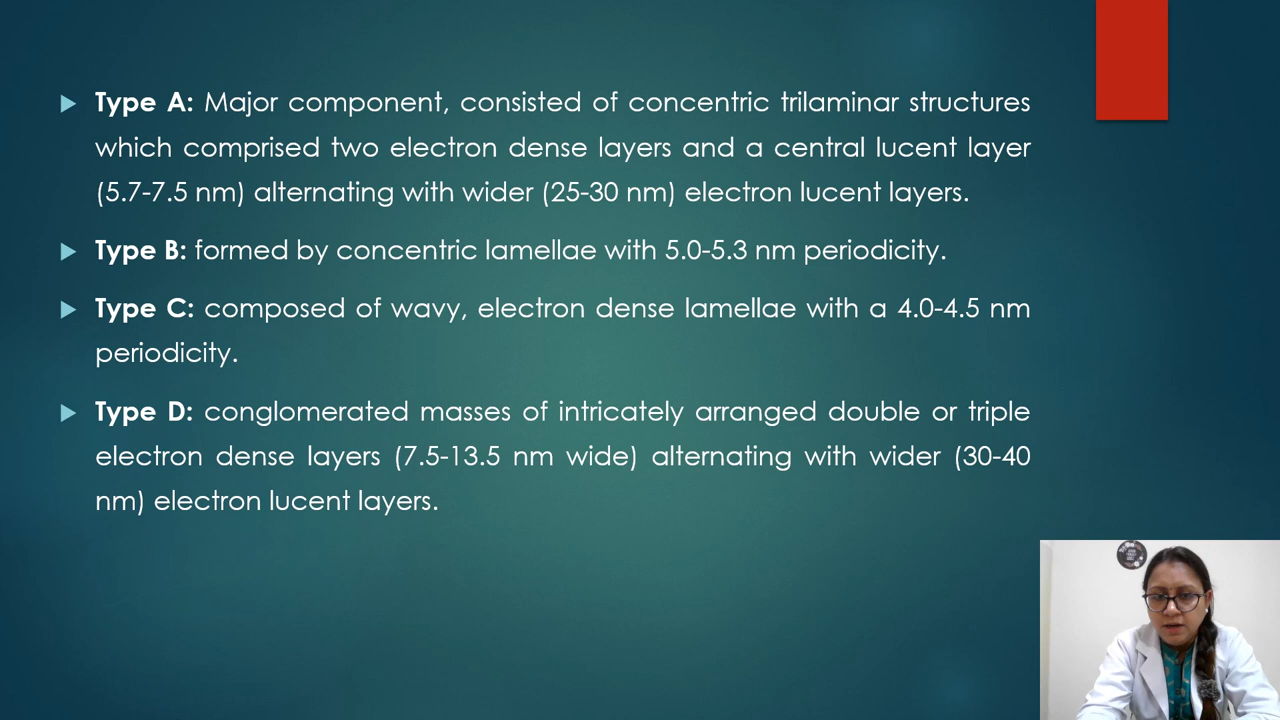 Type A: Major component, consisted of concentric trilaminar structures
which comprised two electron dense layers and a central lucent layer
(5.7-7.5 nm) alternating with wider (25-30 nm) electron lucent layers.
Type B: formed by concentric lamellae with 5.0-5.3 nm periodicity.
Type C: composed of wavy, electron dense lamellae with a 4.0-4.5 nm
periodicity.
Type D: conglomerated masses of intricately arranged double or triple
electron dense layers (7.5-13.5 nm wide) alternating with wider (30-40
nm) electron lucent layers.